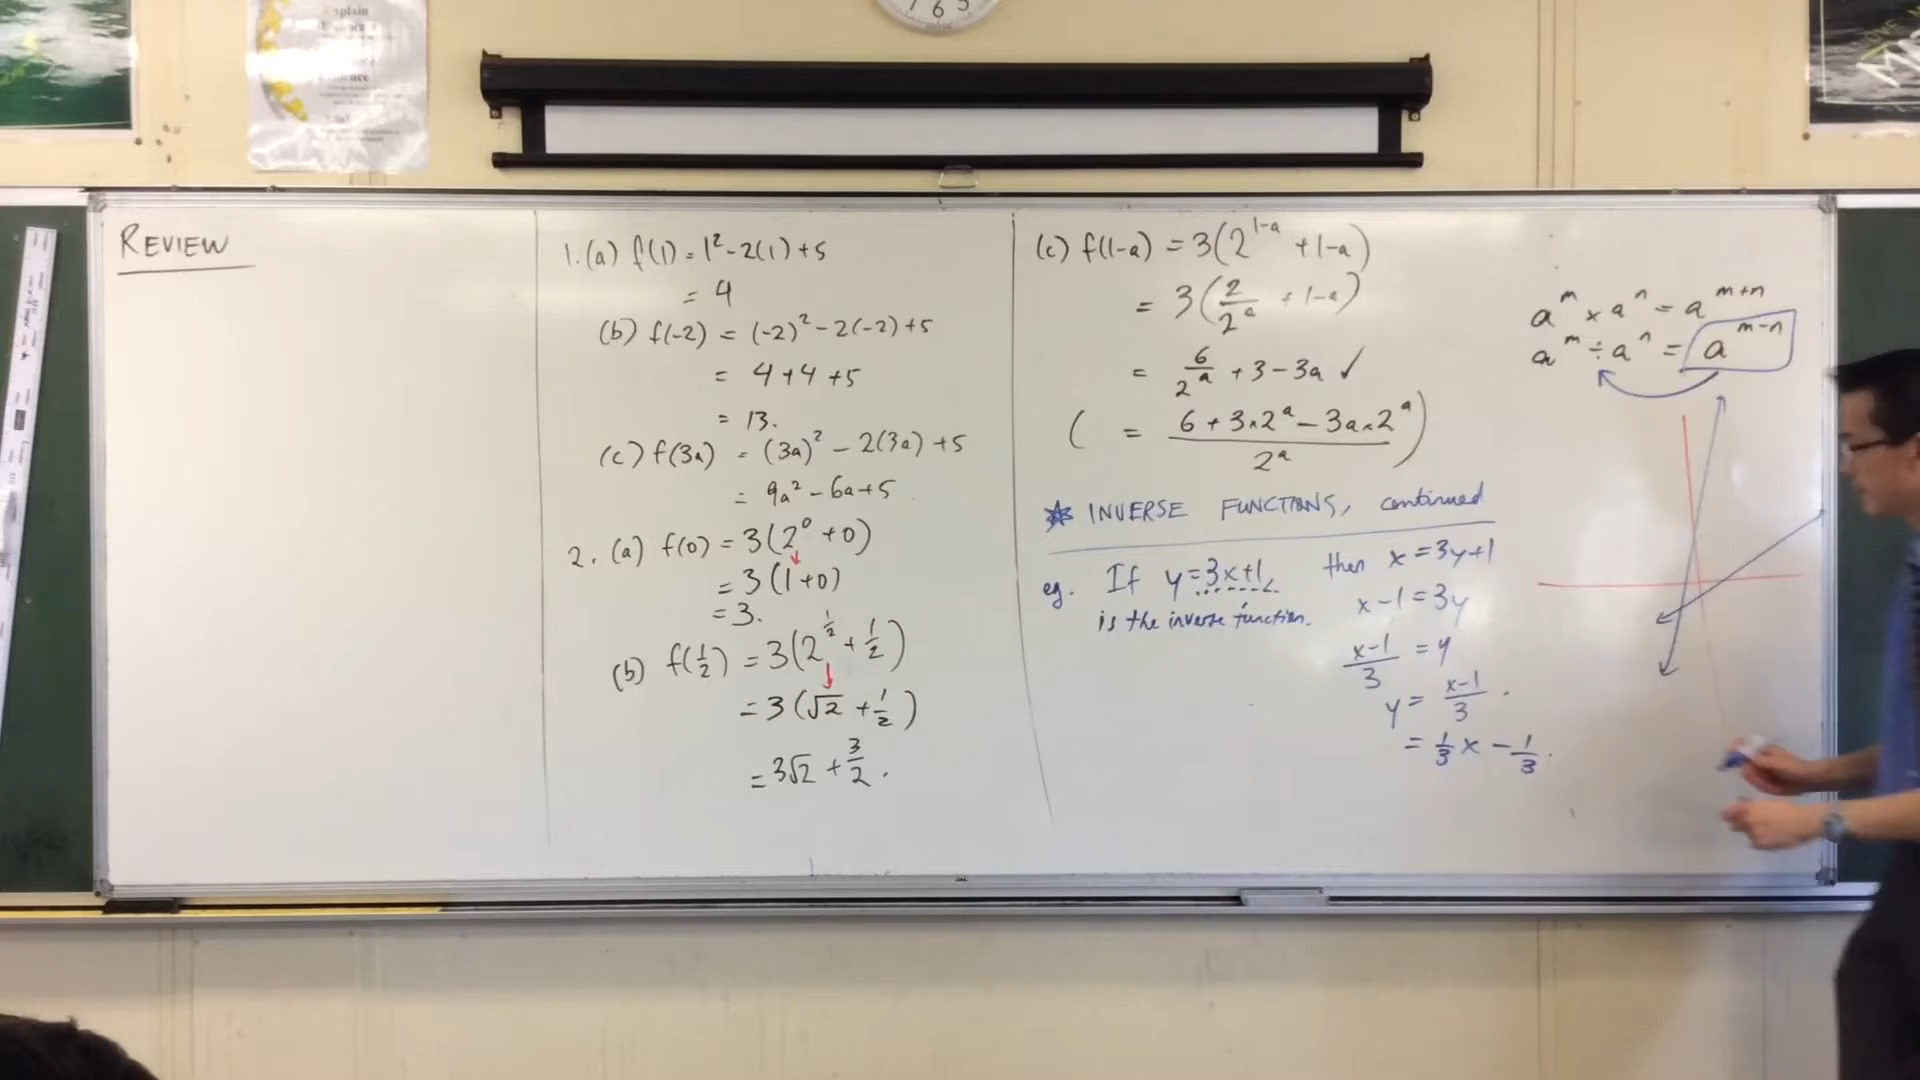 REVIEW
1. (a) f(1) = 1² - 2(1) + 5
= 4
(b) f(-2) = (-2)² - 2(-2) + 5
= 4 + 4 + 5
= 13.
(c) f(3a) = (3a)² - 2(3a) + 5
= 9a² - 6a + 5
2. (a) f(0) = 3(2⁰ + 0)
= 3(1 + 0)
= 3.
(b) f(1/2) = 3(2^(1/2) + 1/2)
= 3(√2 + 1/2)
= 3√2 + 3/2.
(c) f(1-a) = 3(2^(1-a) + 1-a)
= 3(2/2^a + 1-a)
= 6/2^a + 3 - 3a ✓
( = (6 + 3×2^a - 3a×2^a)/2^a )
INVERSE FUNCTIONS, continued
eg. If y = 3x+1
is the inverse function.
then x = 3y+1
x-1 = 3y
(x-1)/3 = y
y = (x-1)/3.
= 1/3 x - 1/3.
a^m × a^n = a^(m+n)
a^m ÷ a^n = a^(m-n)
7 6 5